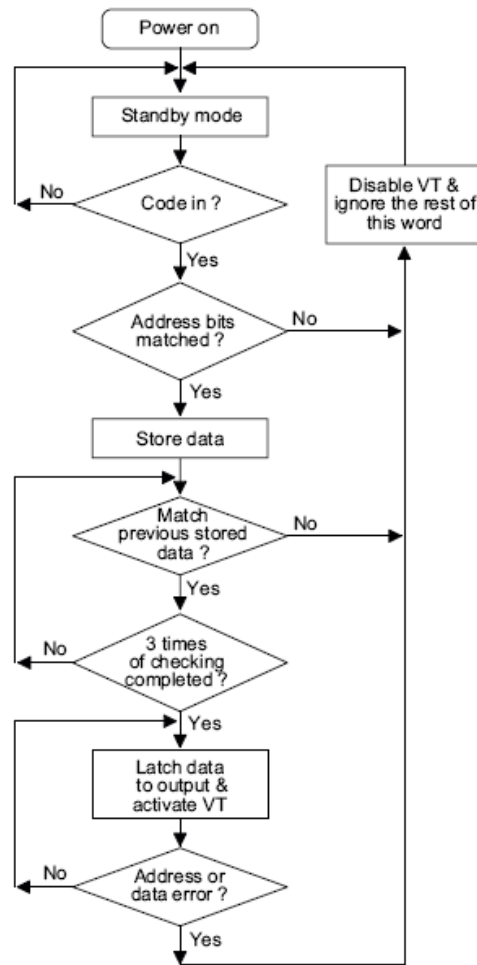 Power on
Standby mode
No
Code in ?
Disable VT &
ignore the rest of
this word
Yes
Address bits
matched ?
No
Yes
Store data
Match
previous stored
data ?
No
Yes
No
3 times
of checking
completed ?
Yes
Latch data
to output &
activate VT
No
Address or
data error ?
Yes